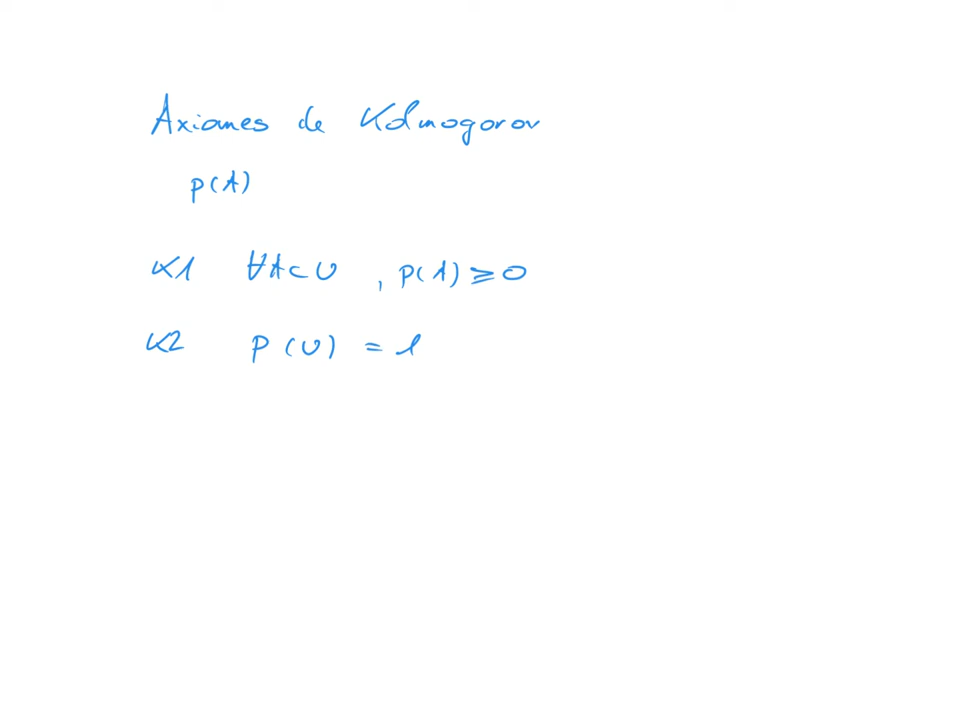 Axiomes de Kolmogorov
P(A)
K1 ∀A⊂U , P(A) ⩾ 0
K2 P(U) = 1